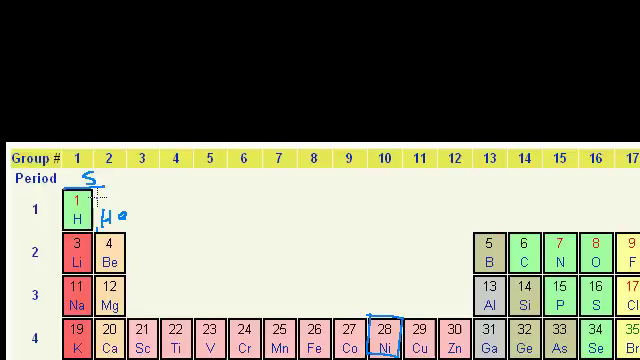 Group # 1 2 3 4 5 6 7 8 9 10 11 12 13 14 15 16 17
Period S
1 1 H He
2 3 Li 4 Be 5 B 6 C 7 N 8 O 9 F
3 11 Na 12 Mg 13 Al 14 Si 15 P 16 S 17 Cl
4 19 K 20 Ca 21 Sc 22 Ti 23 V 24 Cr 25 Mn 26 Fe 27 Co 28 Ni 29 Cu 30 Zn 31 Ga 32 Ge 33 As 34 Se 35 Br